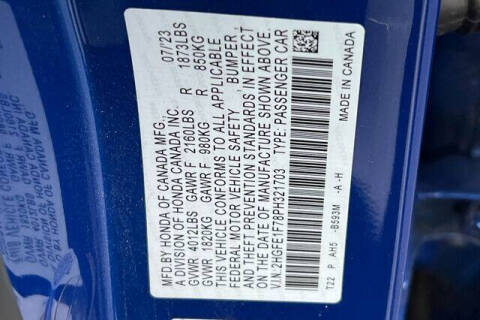 MFD.BY HONDA OF CANADA MFG., 07/23
A DIVISION OF HONDA CANADA INC.
GVWR 4012LBS GAWR F 2160LBS R 1873LBS
GVWR 1820KG GAWR F 980KG R 850KG
THIS VEHICLE CONFORMS TO ALL APPLICABLE
FEDERAL MOTOR VEHICLE SAFETY, BUMPER,
AND THEFT PREVENTION STANDARDS IN EFFECT
ON THE DATE OF MANUFACTURE SHOWN ABOVE.
V.I.N.:2HGFE1F78PH321703 TYPE:PASSENGER CAR
T22 P AH5 -B593M -A -H MADE IN CANADA